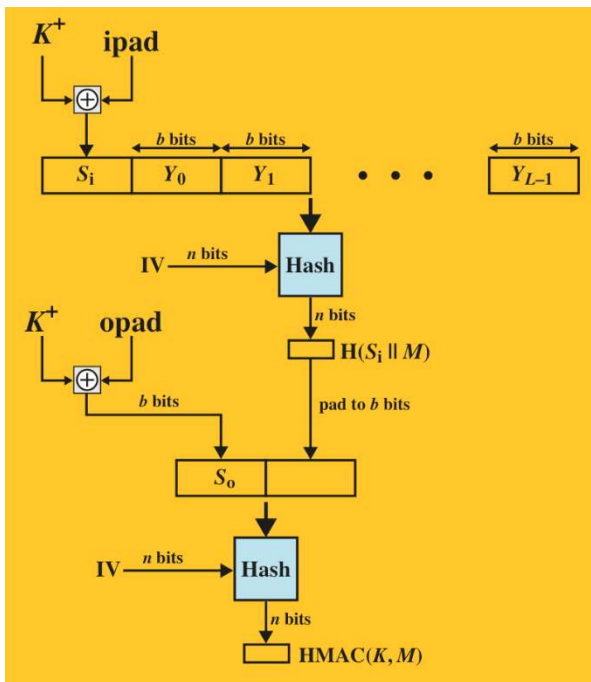 K⁺ ipad
b bits b bits b bits
Sᵢ Y₀ Y₁ • • • Y_L–1
IV n bits Hash
n bits
K⁺ opad
H(Sᵢ || M)
b bits pad to b bits
Sₒ
IV n bits Hash
n bits
HMAC(K, M)